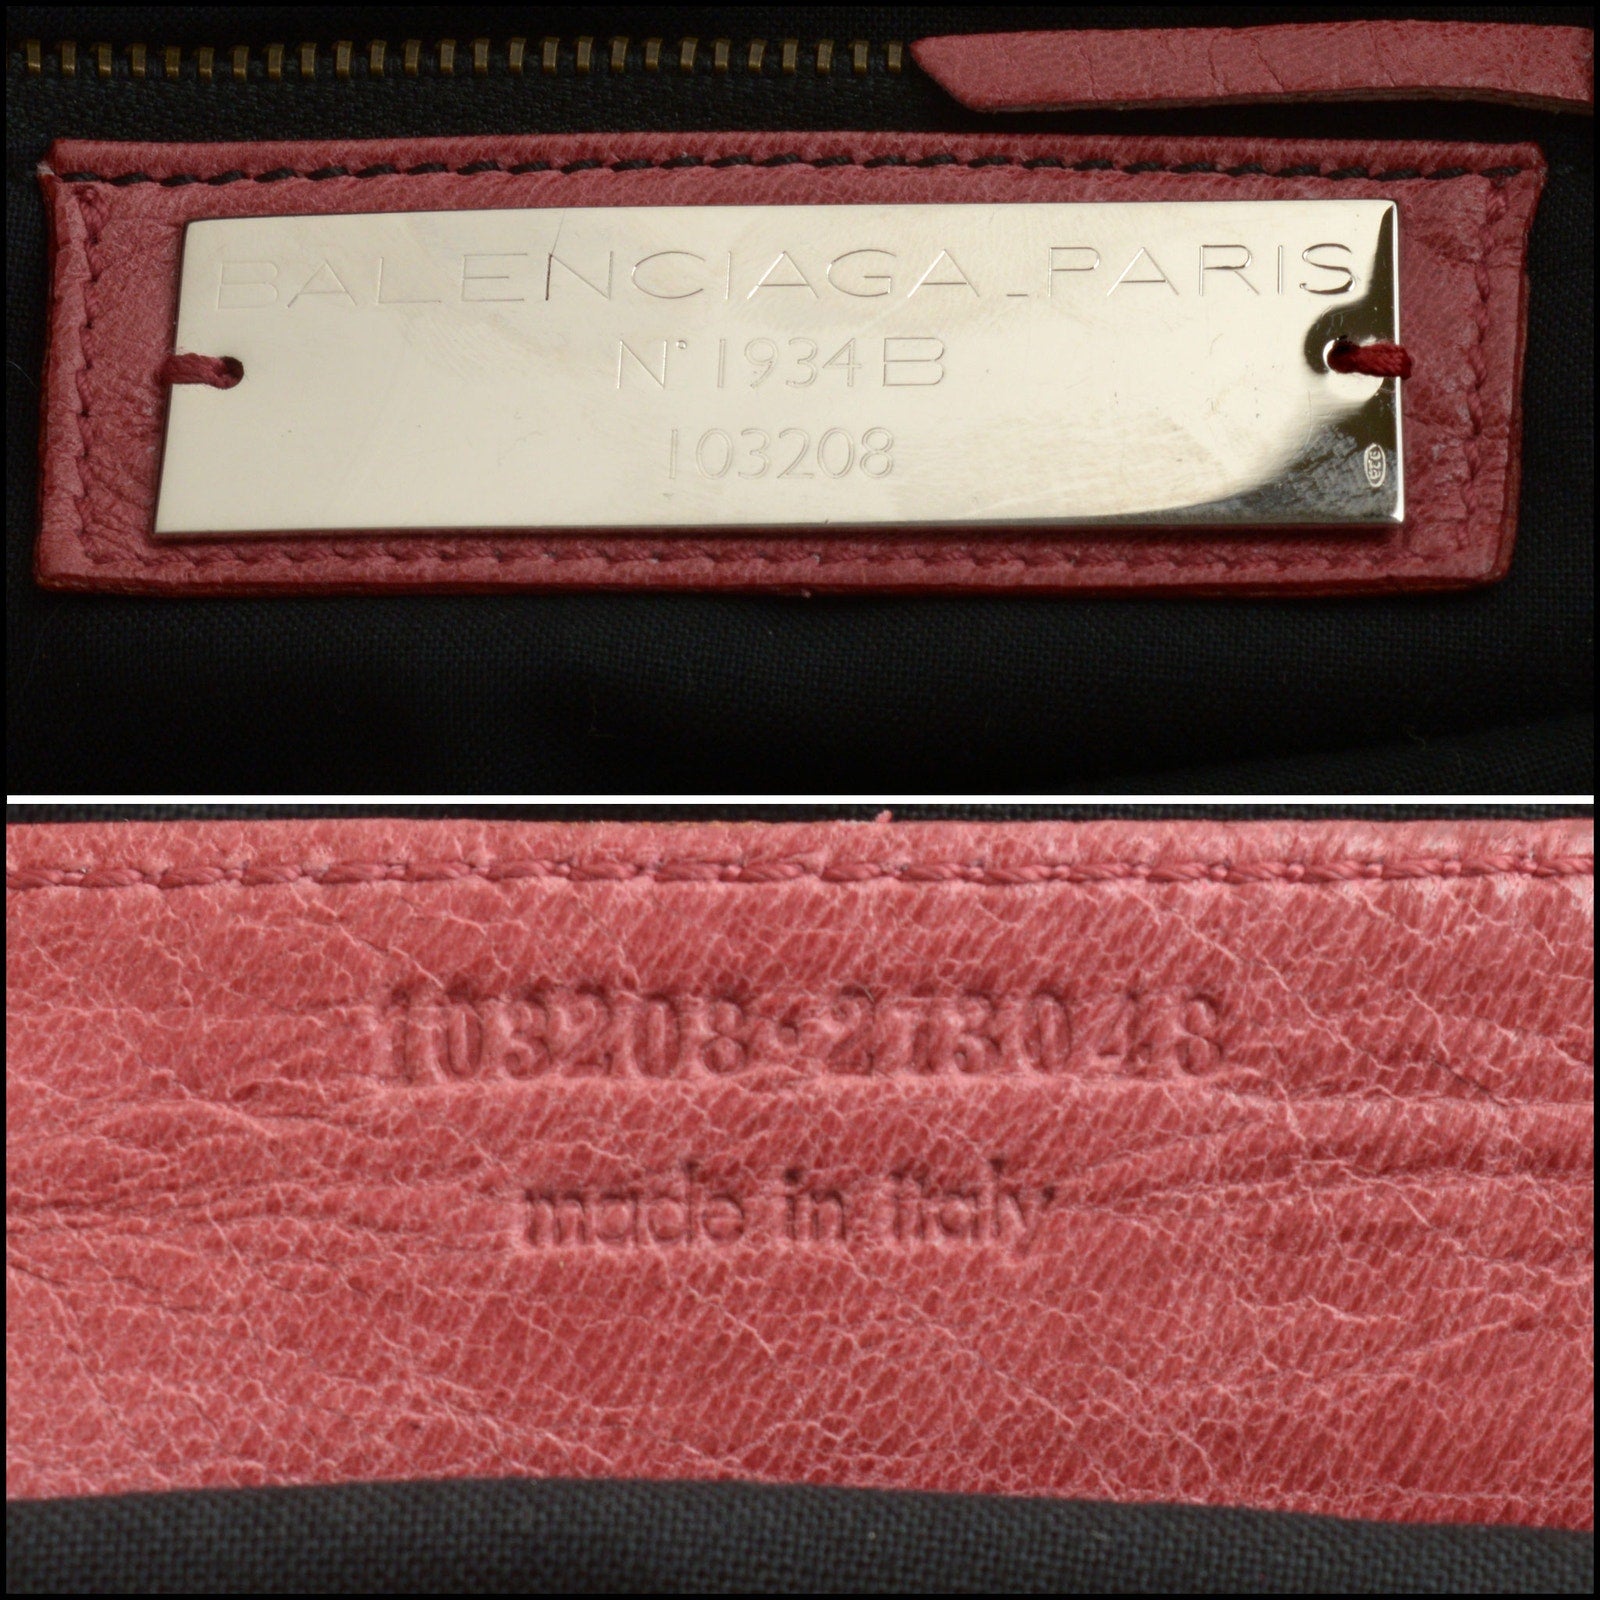 BALENCIAGA_PARIS
N° 1934B
103208
103208•273048
made in italy